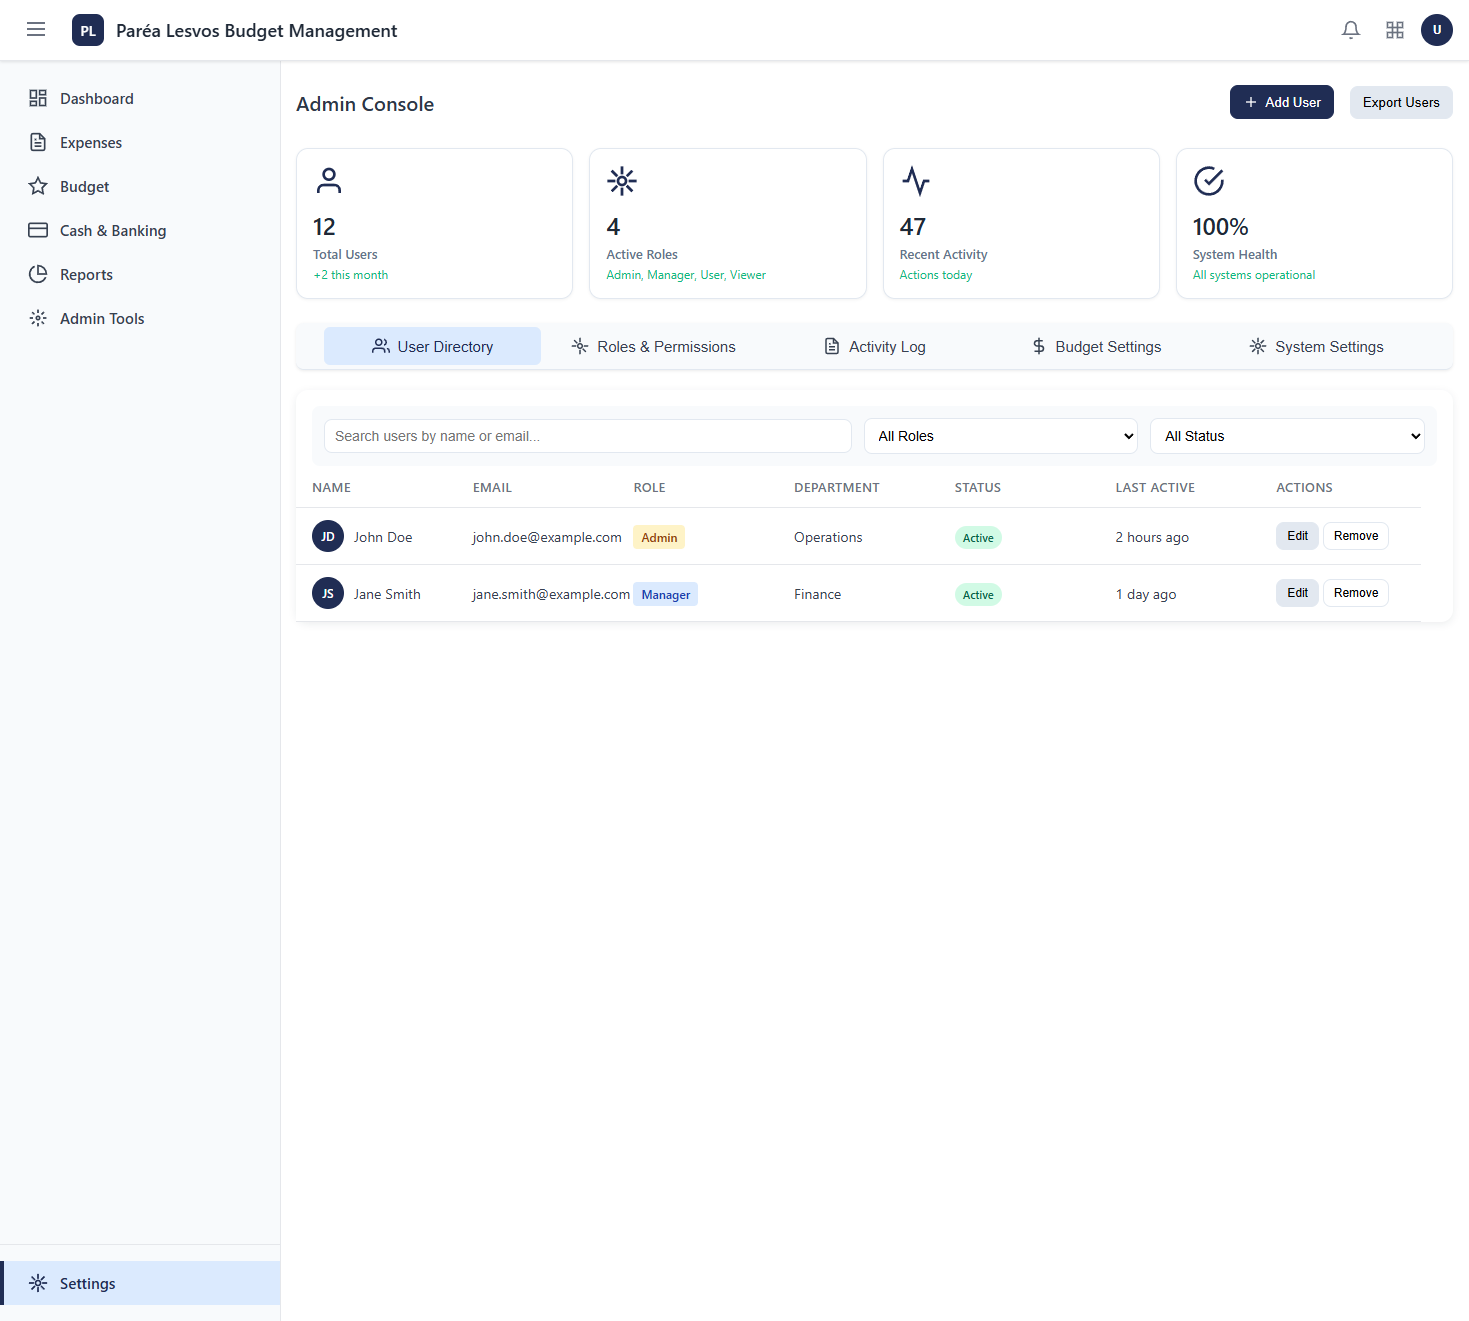 PL Paréa Lesvos Budget Management U
Dashboard
Expenses
Budget
Cash & Banking
Reports
Admin Tools
Settings
Admin Console
Add User
Export Users
12
Total Users
+2 this month
4
Active Roles
Admin, Manager, User, Viewer
47
Recent Activity
Actions today
100%
System Health
All systems operational
User Directory Roles & Permissions Activity Log Budget Settings System Settings
Search users by name or email... All Roles All Status
NAME EMAIL ROLE DEPARTMENT STATUS LAST ACTIVE ACTIONS
JD John Doe john.doe@example.com Admin Operations Active 2 hours ago Edit Remove
JS Jane Smith jane.smith@example.com Manager Finance Active 1 day ago Edit Remove